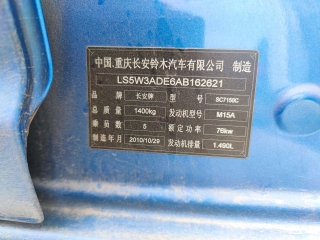 中国.重庆长安铃木汽车有限公司 制造
LS5W3ADE6AB162621
品牌 长安牌 型号 SC7150C
总质量 1400kg 发动机型号 M15A
乘员数 5 额定功率 76kw
制造年月 2010/10/29 发动机排量 1.490L